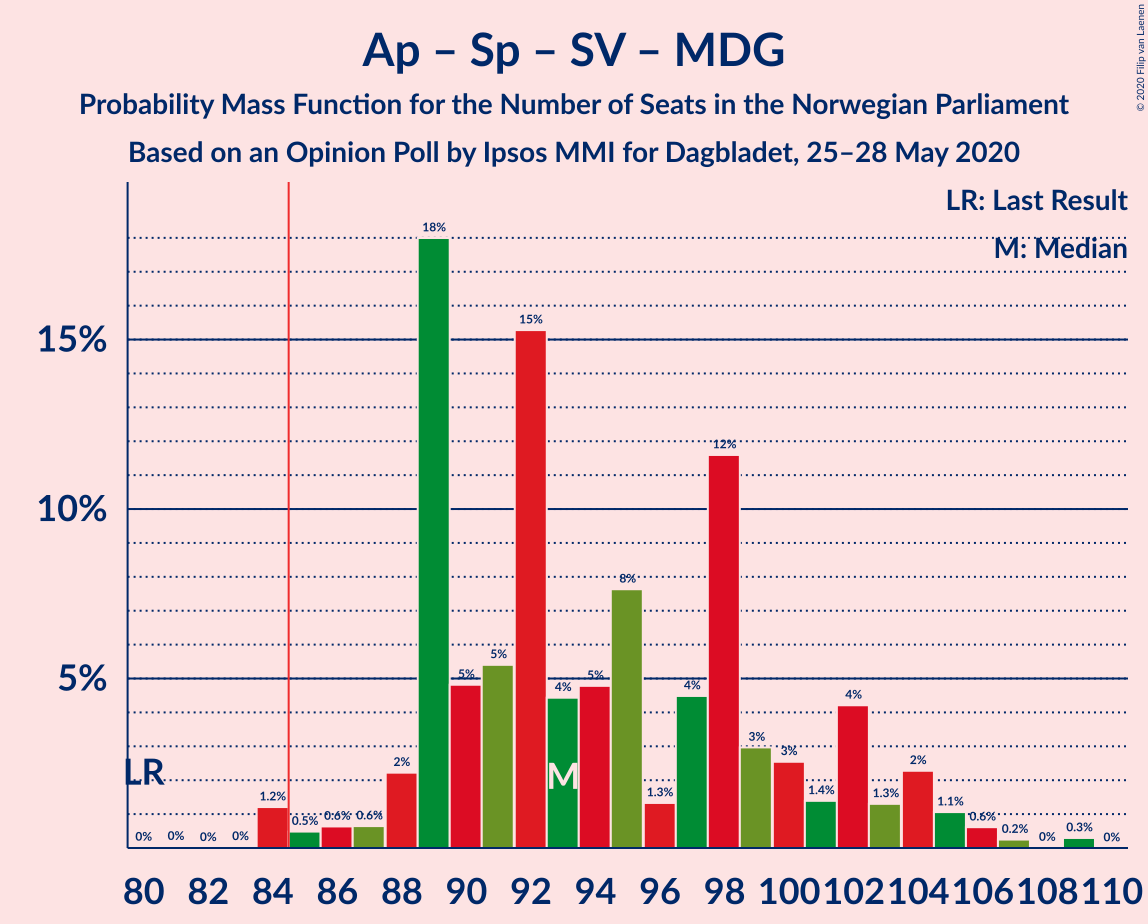 Ap – Sp – SV – MDG
Probability Mass Function for the Number of Seats in the Norwegian Parliament
Based on an Opinion Poll by Ipsos MMI for Dagbladet, 25–28 May 2020
© 2020 Filip van Laenen
LR: Last Result
M: Median
15%
10%
5%
LR
M
0% 0% 0% 0% 1.2% 0.5% 0.6% 0.6% 2% 18% 5% 5% 15% 4% 5% 8% 1.3% 4% 12% 3% 3% 1.4% 4% 1.3% 2% 1.1% 0.6% 0.2% 0% 0.3% 0%
80 82 84 86 88 90 92 94 96 98 100 102 104 106 108 110